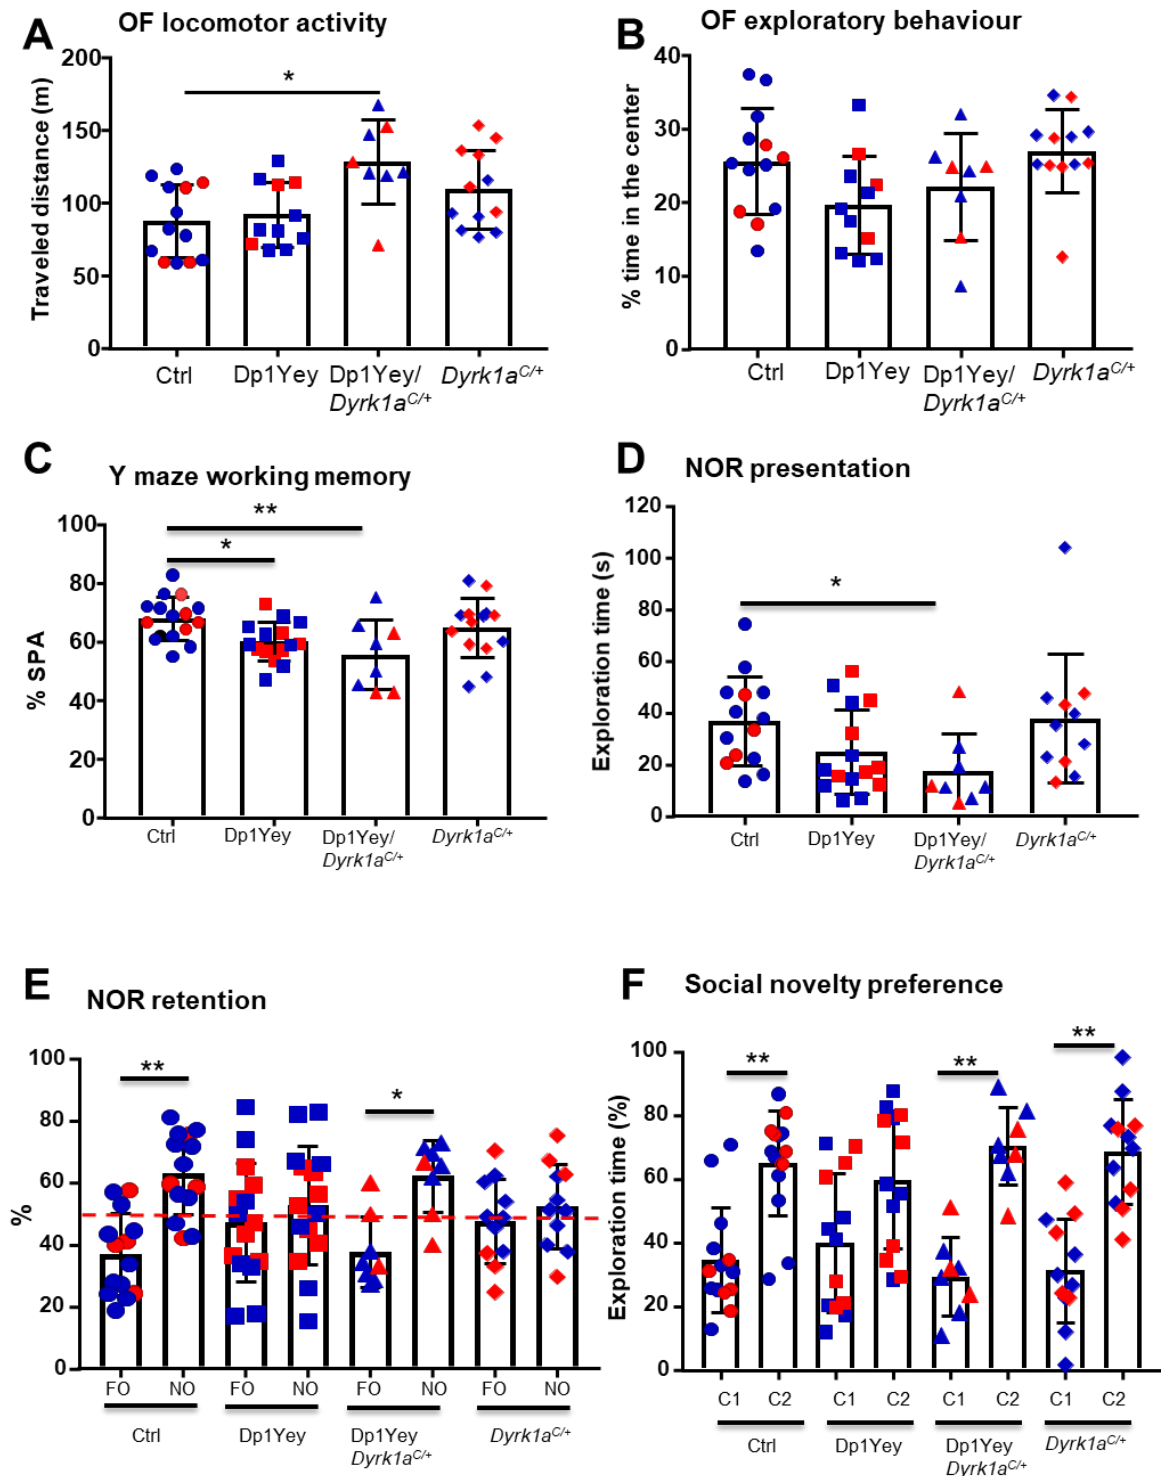 A
OF locomotor activity
Traveled distance (m)
200
150
100
50
0
*
Ctrl
Dp1Yey
Dp1Yey/
Dyrk1aC/+
Dyrk1aC/+
B
OF exploratory behaviour
% time in the center
40
30
20
10
0
Ctrl
Dp1Yey
Dp1Yey/
Dyrk1aC/+
Dyrk1aC/+
C
Y maze working memory
% SPA
100
80
60
40
20
0
**
*
Ctrl
Dp1Yey
Dp1Yey/
Dyrk1aC/+
Dyrk1aC/+
D
NOR presentation
Exploration time (s)
120
100
80
60
40
20
0
*
Ctrl
Dp1Yey
Dp1Yey/
Dyrk1aC/+
Dyrk1aC/+
E
NOR retention
%
100
80
60
40
20
0
**
*
FO NO FO NO FO NO FO NO
Ctrl
Dp1Yey
Dp1Yey
Dyrk1aC/+
Dyrk1aC/+
F
Social novelty preference
Exploration time (%)
100
80
60
40
20
0
**
**
**
C1 C2 C1 C2 C1 C2 C1 C2
Ctrl
Dp1Yey
Dp1Yey
Dyrk1aC/+
Dyrk1aC/+